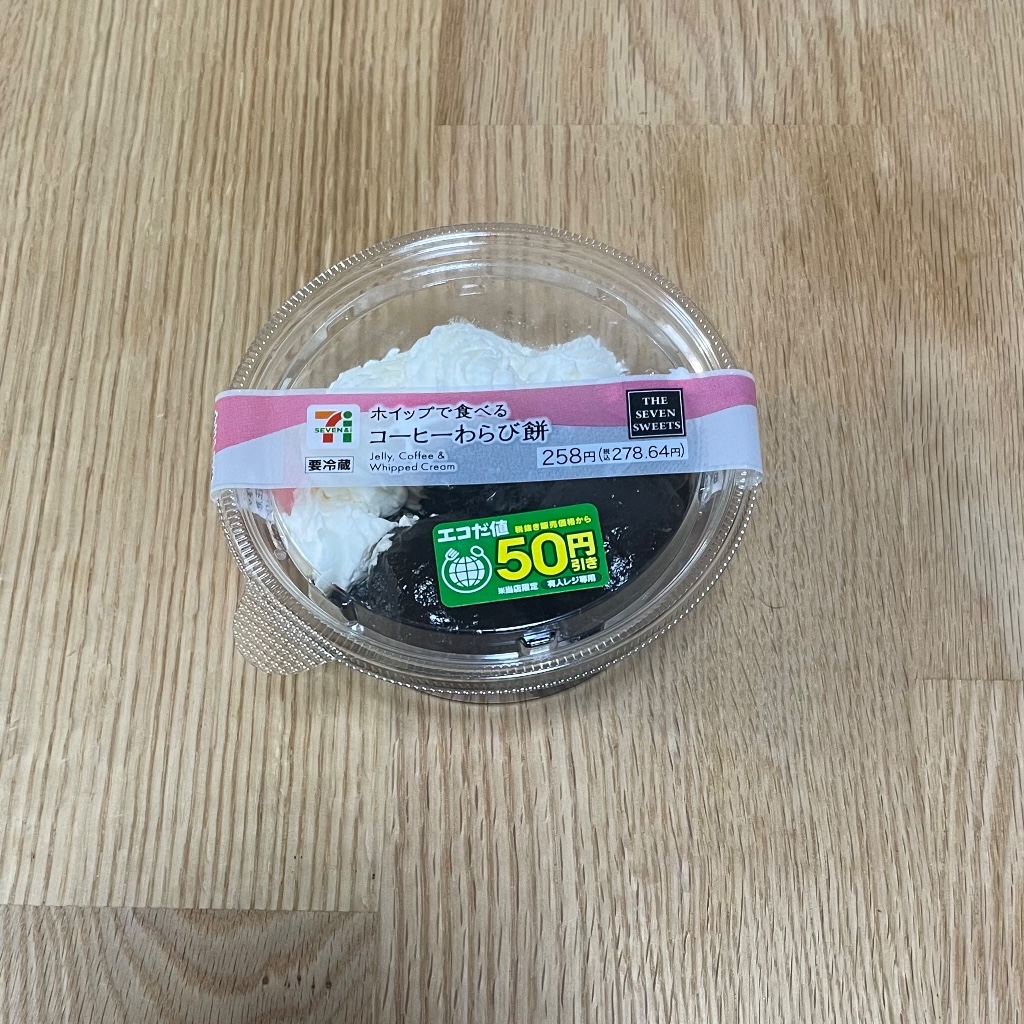 SEVEN & i
ホイップで食べる
コーヒーわらび餅
要冷蔵
Jelly, Coffee &
Whipped Cream
258円(税込278.64円)
THE
SEVEN
SWEETS
エコだ値 税抜き販売価格から
50円引き
※当店限定 有人レジ専用